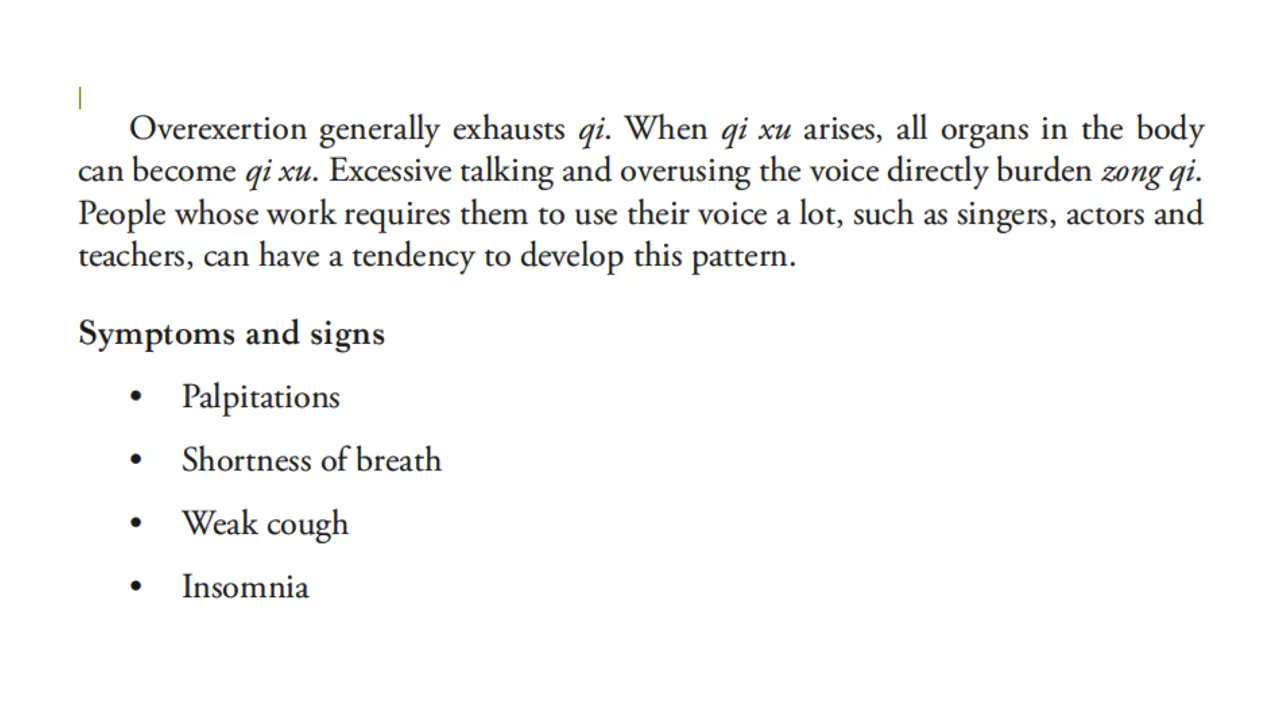 Overexertion generally exhausts qi. When qi xu arises, all organs in the body
can become qi xu. Excessive talking and overusing the voice directly burden zong qi.
People whose work requires them to use their voice a lot, such as singers, actors and
teachers, can have a tendency to develop this pattern.
Symptoms and signs
• Palpitations
• Shortness of breath
• Weak cough
• Insomnia